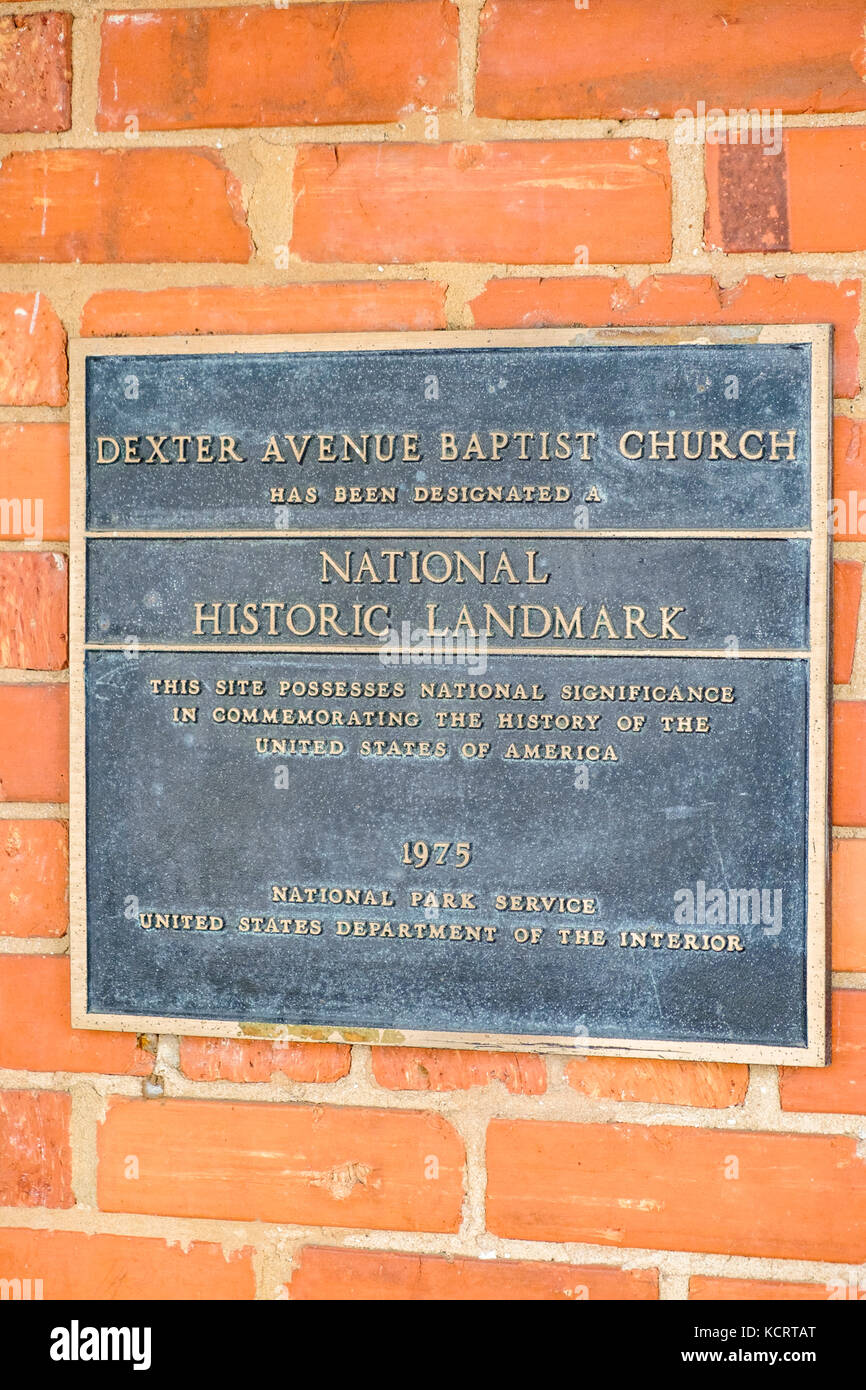 DEXTER AVENUE BAPTIST CHURCH
HAS BEEN DESIGNATED A
NATIONAL
HISTORIC LANDMARK
THIS SITE POSSESSES NATIONAL SIGNIFICANCE
IN COMMEMORATING THE HISTORY OF THE
UNITED STATES OF AMERICA
1975
NATIONAL PARK SERVICE
UNITED STATES DEPARTMENT OF THE INTERIOR
alamy
Image ID: KCRTAT
www.alamy.com